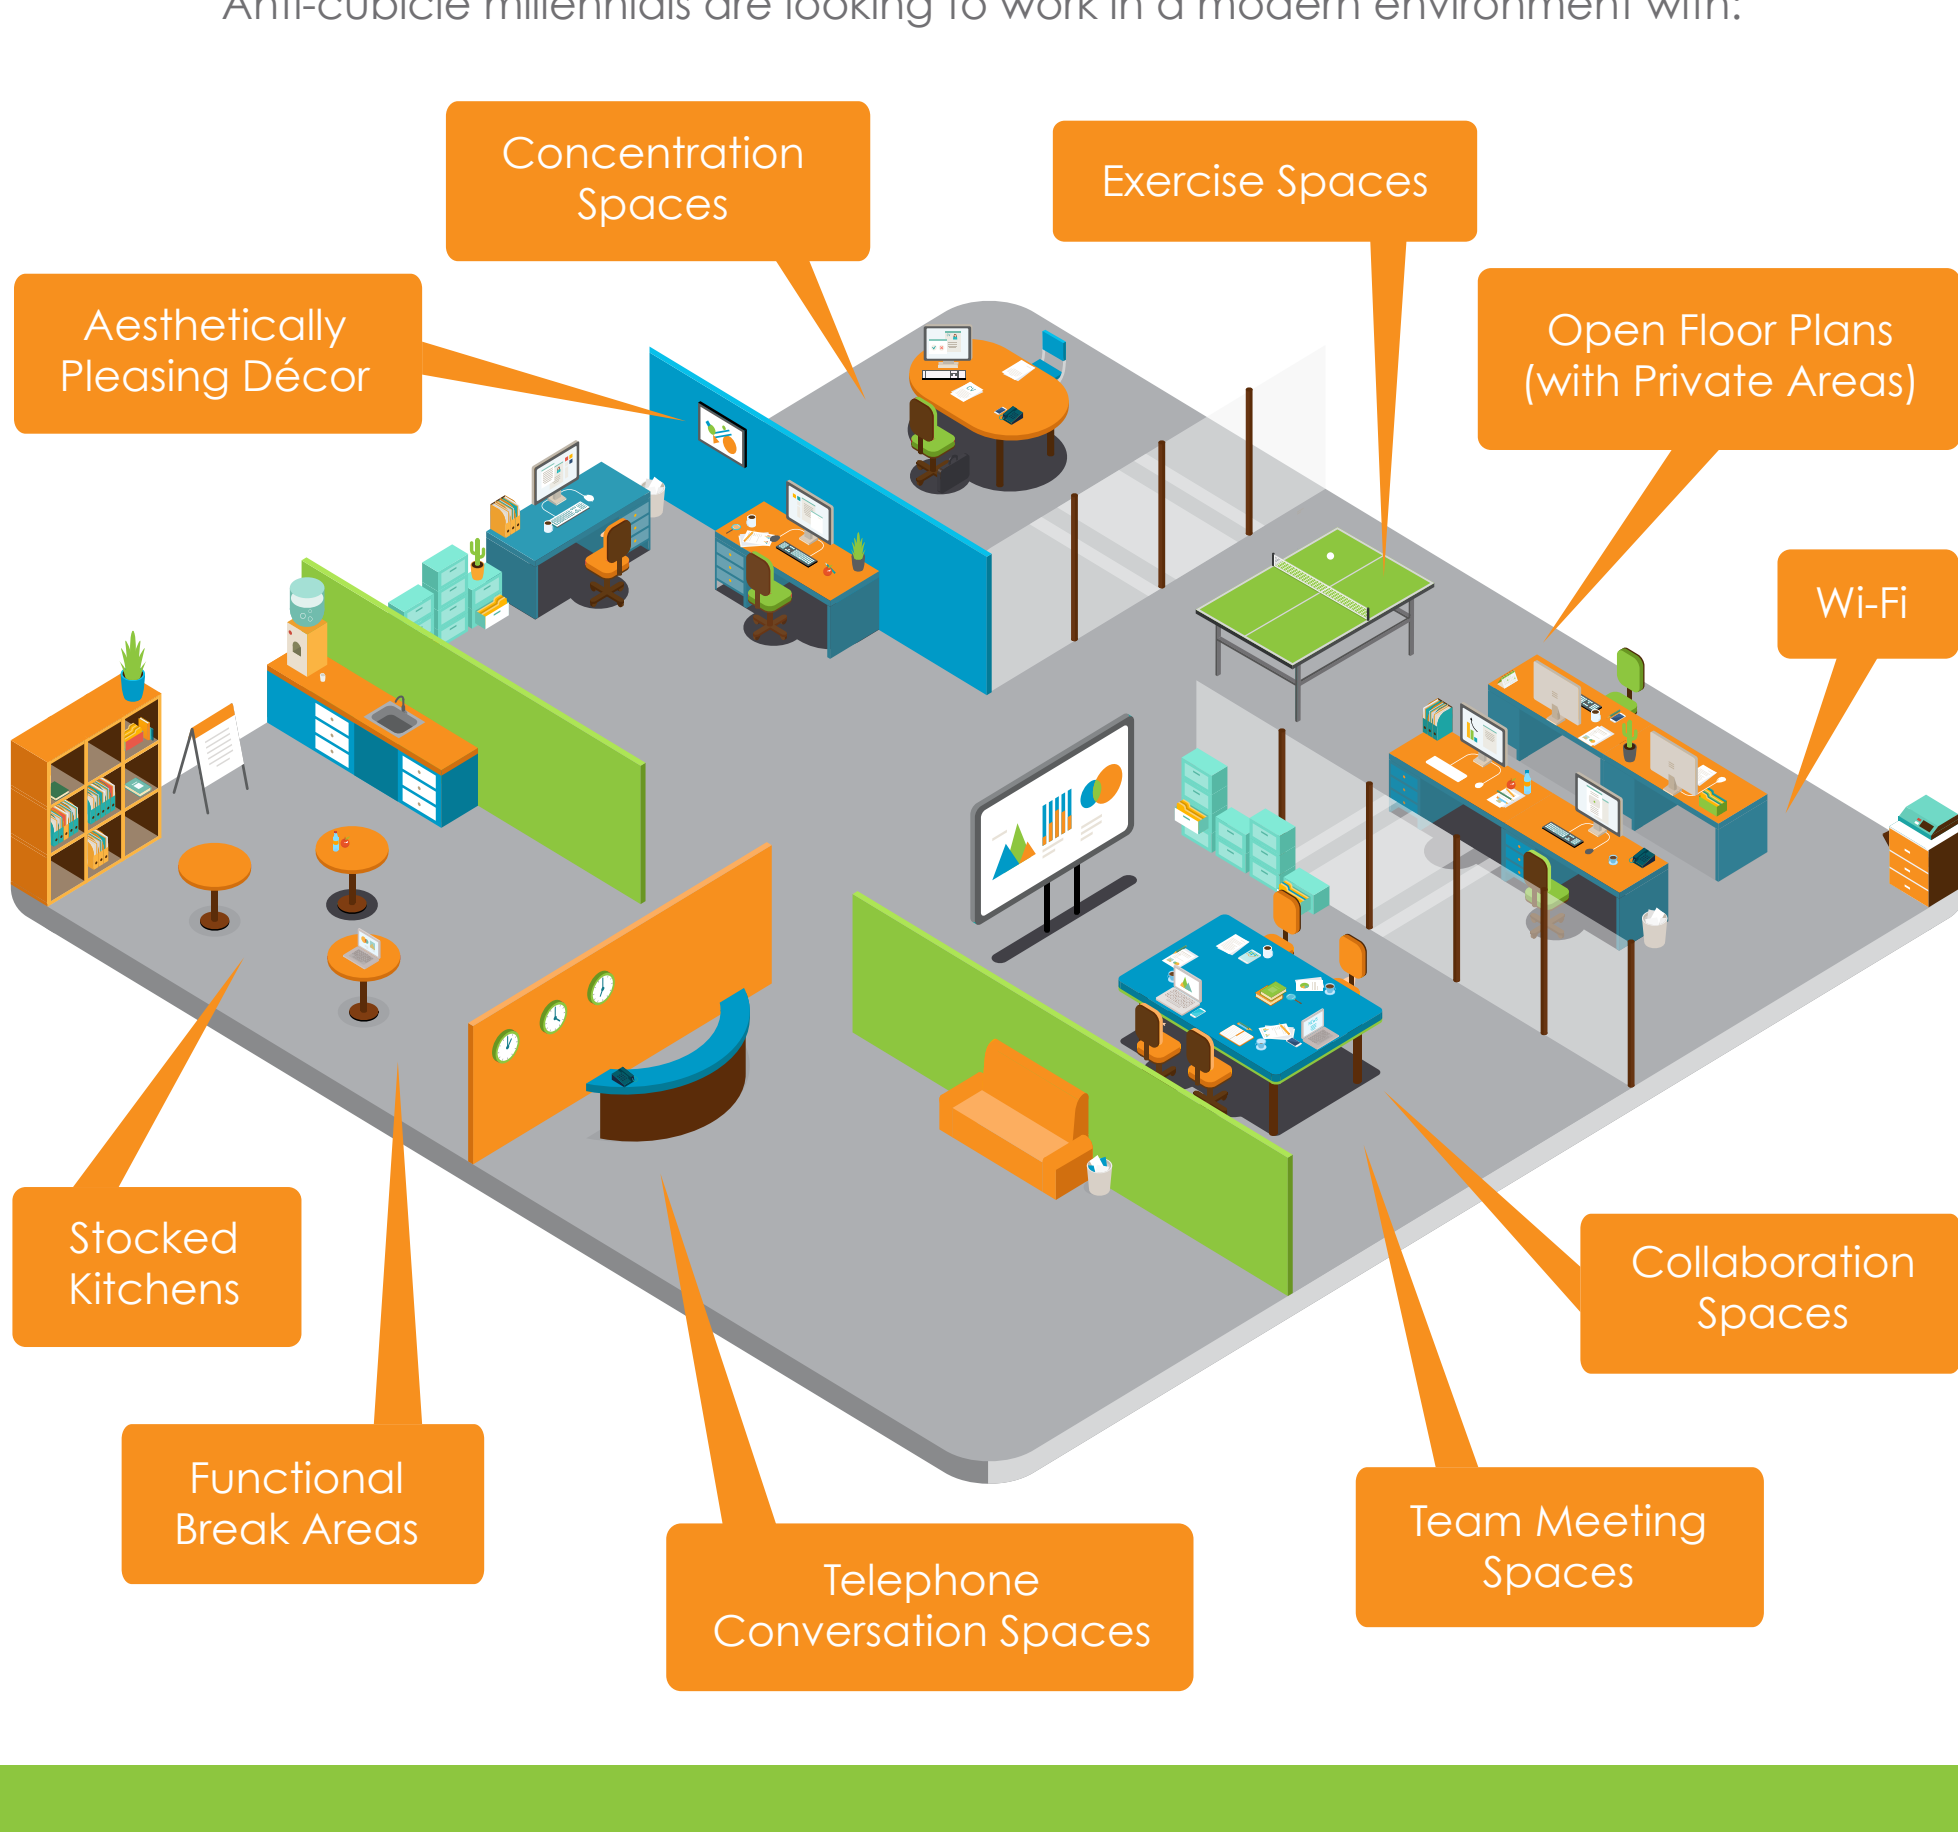 Anti-cubicle millennials are looking to work in a modern environment with:
Concentration
Spaces
Exercise Spaces
Aesthetically
Pleasing Décor
Open Floor Plans
(with Private Areas)
Wi-Fi
Stocked
Kitchens
Collaboration
Spaces
Functional
Break Areas
Team Meeting
Spaces
Telephone
Conversation Spaces